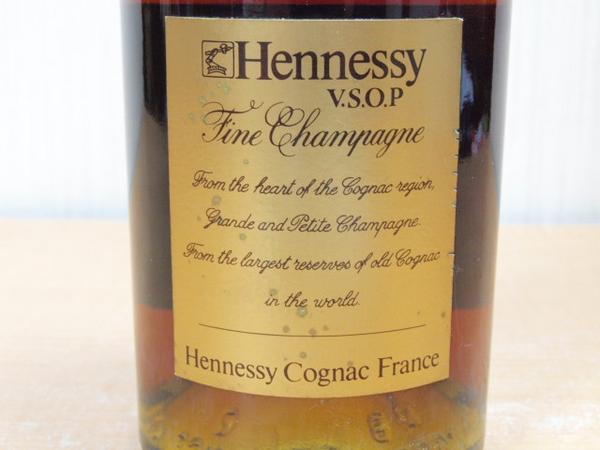 Hennessy
V.S.O.P
Fine Champagne
From the heart of the Cognac region,
Grande and Petite Champagne.
From the largest reserves of old Cognac
in the world.
Hennessy Cognac France